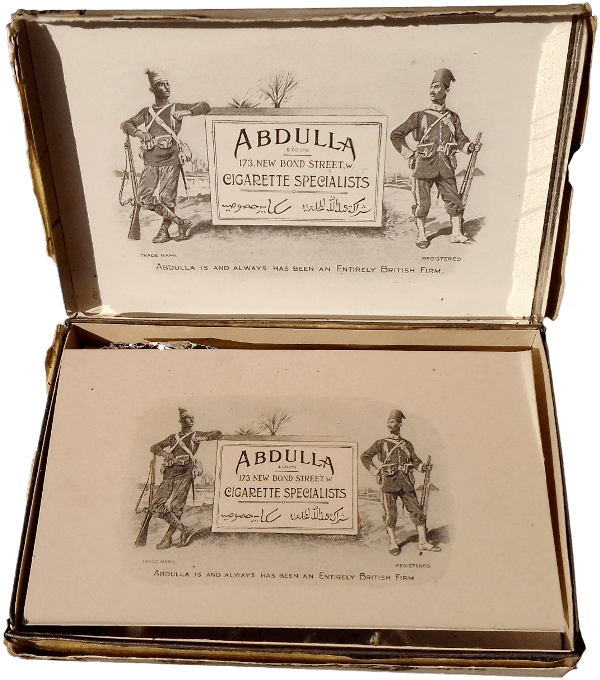 ABDULLA
& CO LTD
173, NEW BOND STREET, W
CIGARETTE SPECIALISTS
TRADE MARK.
REGISTERED
ABDULLA IS AND ALWAYS HAS BEEN AN ENTIRELY BRITISH FIRM.
ABDULLA
& CO LTD
173, NEW BOND STREET, W
CIGARETTE SPECIALISTS
TRADE MARK.
REGISTERED
ABDULLA IS AND ALWAYS HAS BEEN AN ENTIRELY BRITISH FIRM